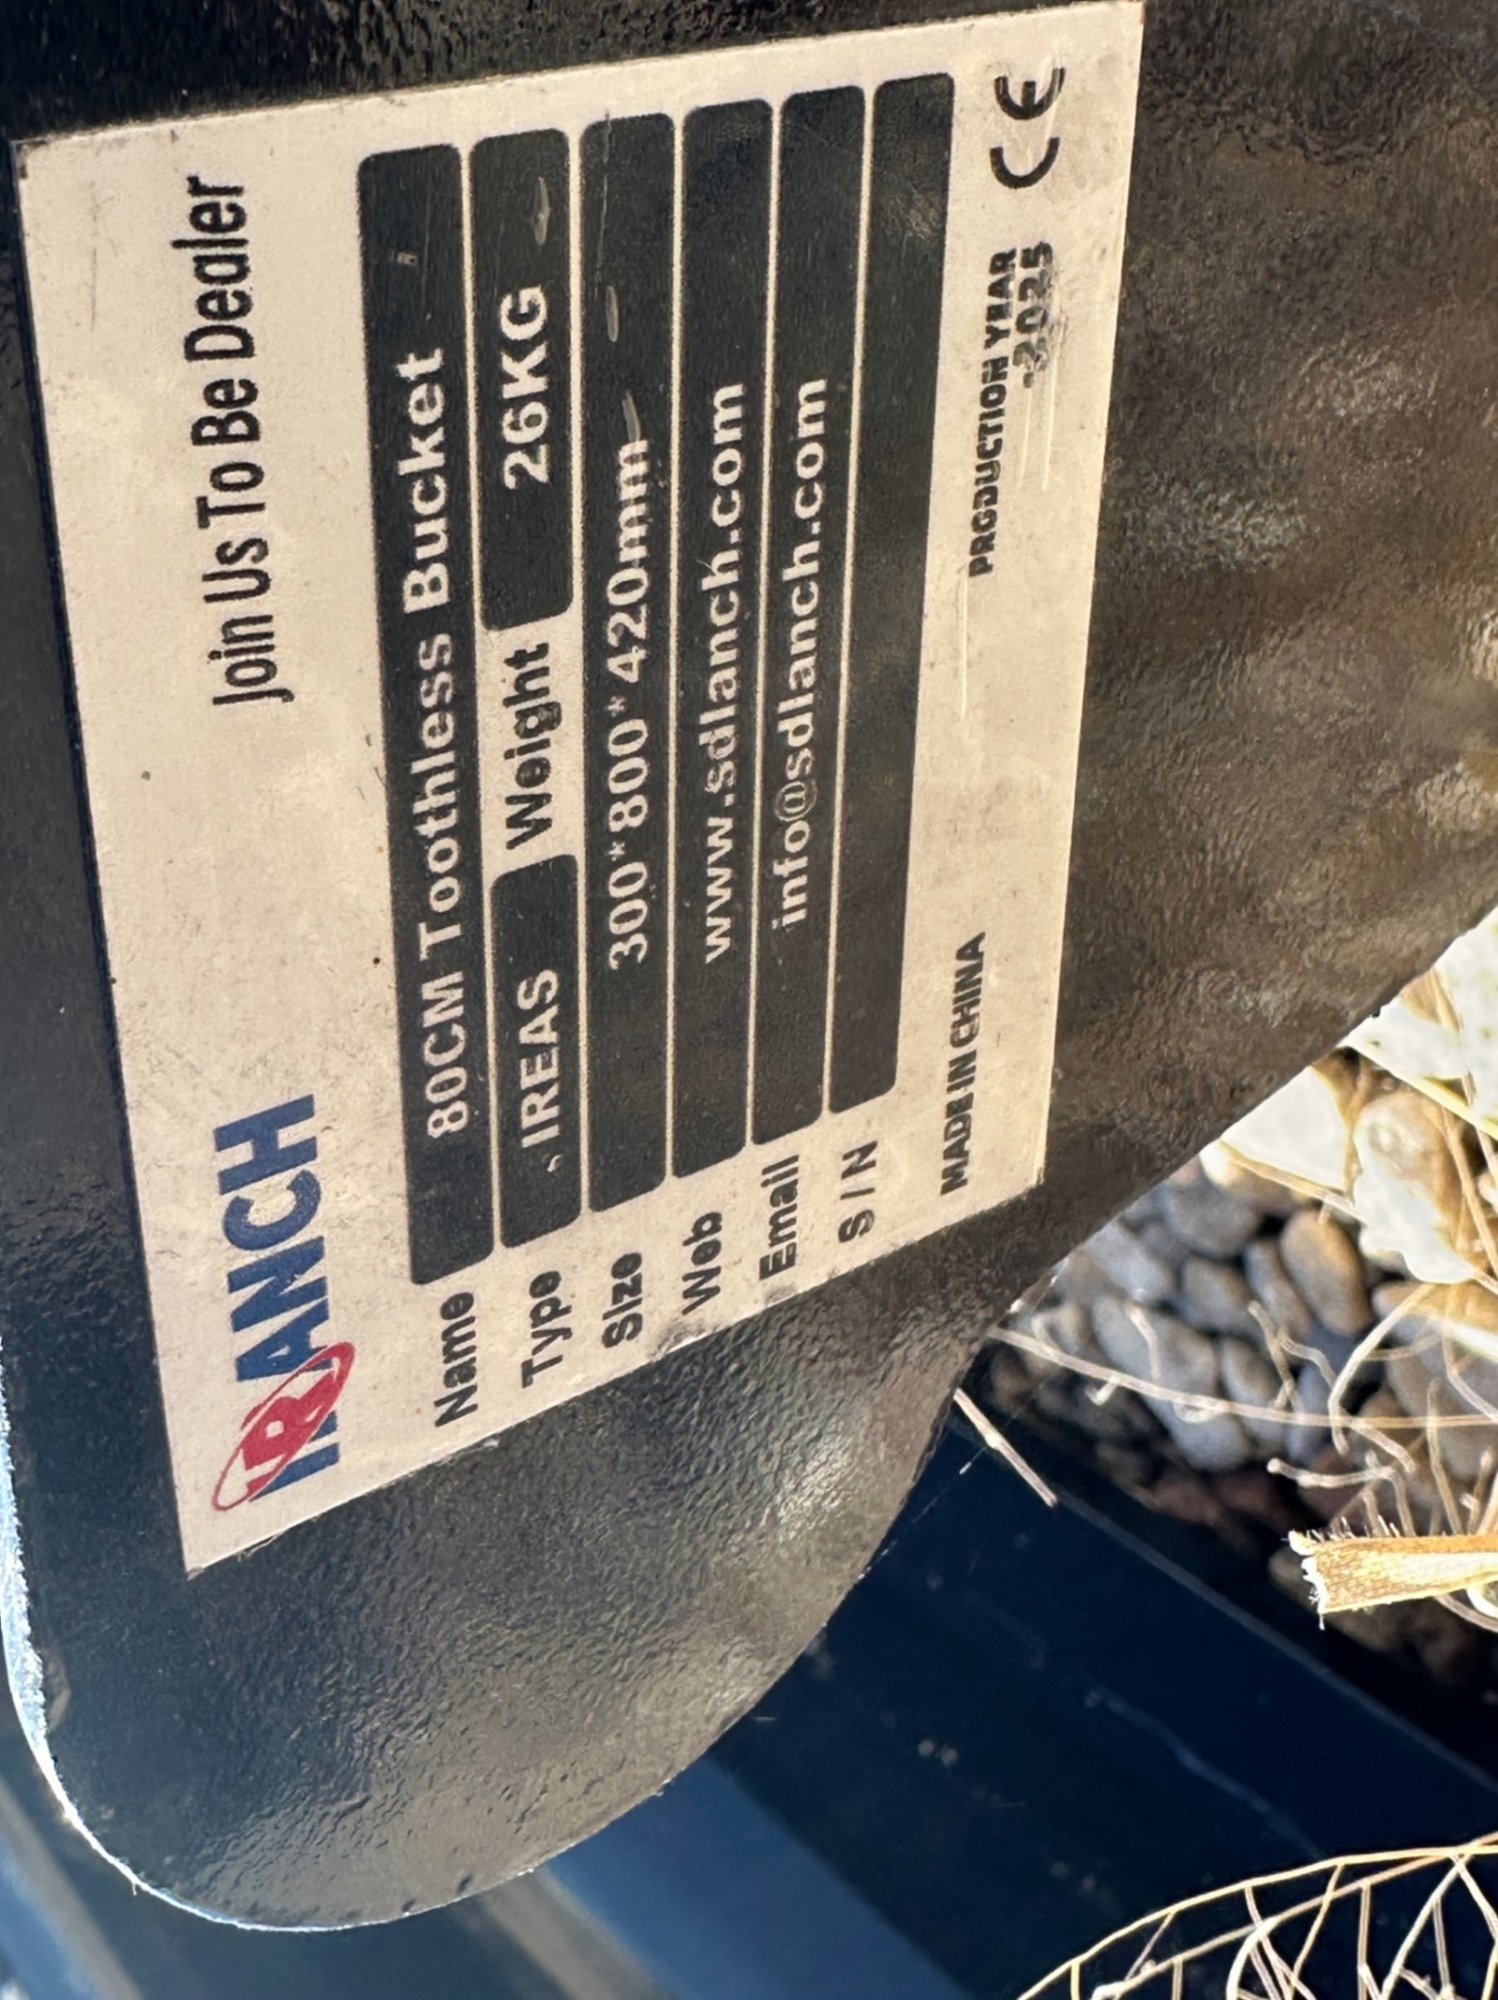 IRANCH Join Us To Be Dealer
Name 80CM Toothless Bucket
Type IREAS Weight 26KG
Size 300*800*420mm
Web www.sdlanch.com
Email info@sdlanch.com
S/N
MADE IN CHINA PRODUCTION YEAR CE
2025